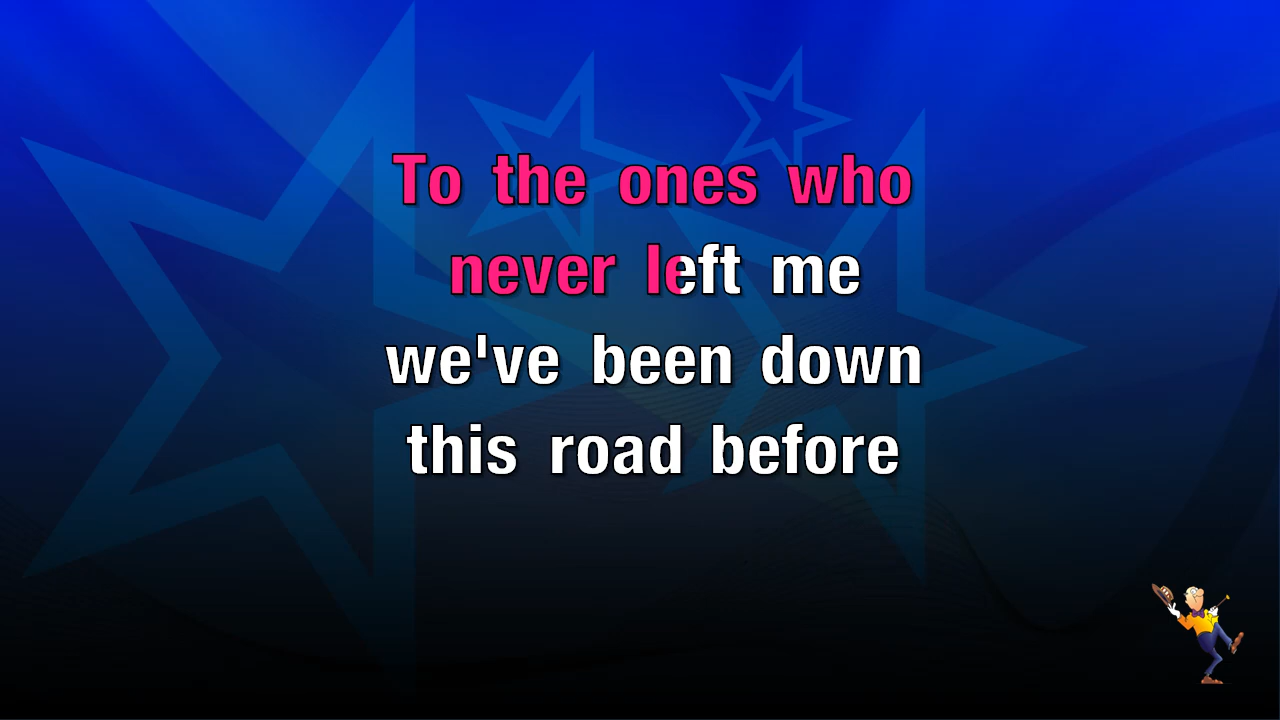 To the ones who
never left me
we've been down
this road before